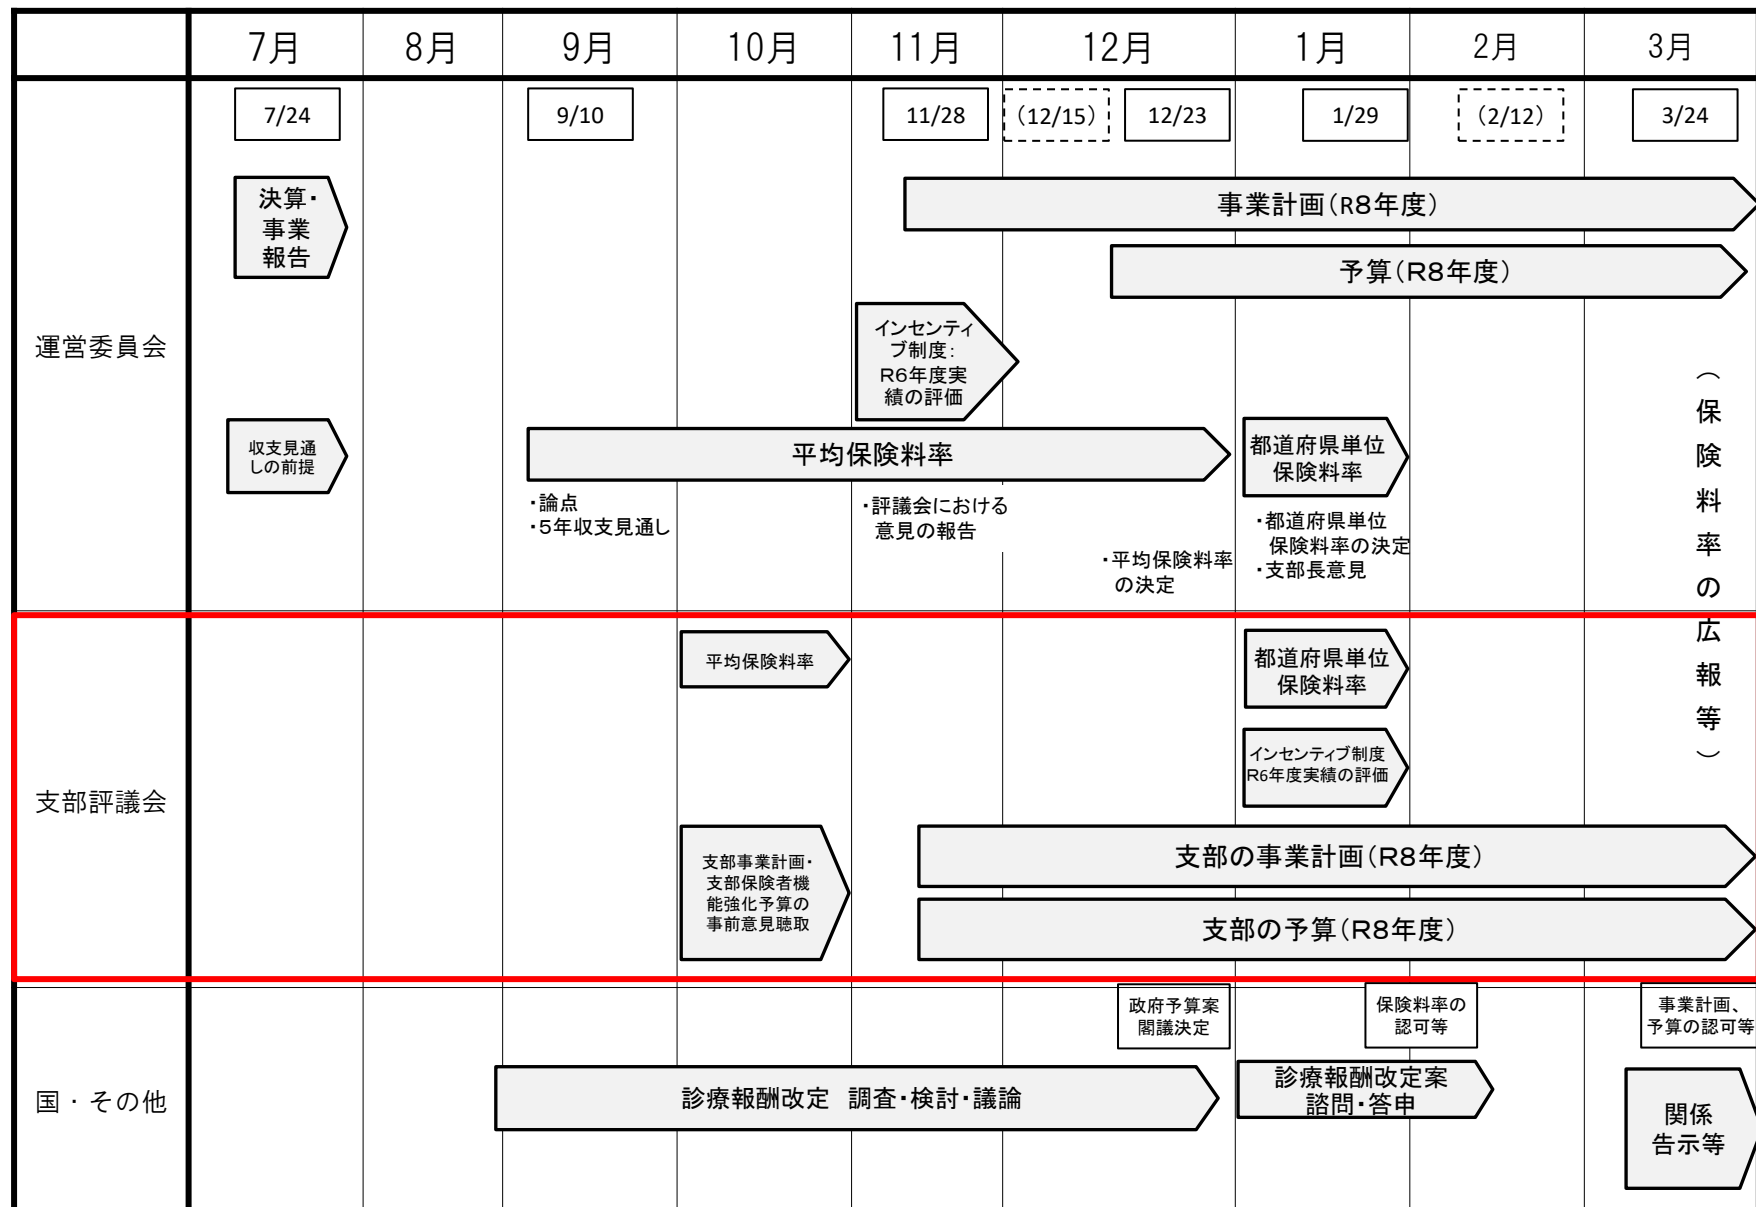 7月
8月
9月
10月
11月
12月
1月
2月
3月
運営委員会
7/24
9/10
11/28
（12/15）
12/23
1/29
（2/12）
3/24
決算・
事業
報告
事業計画（R8年度）
予算（R8年度）
インセンティ
ブ制度：
R6年度実
績の評価
収支見通
しの前提
平均保険料率
都道府県単位
保険料率
・論点
・5年収支見通し
・評議会における
意見の報告
・平均保険料率
の決定
・都道府県単位
保険料率の決定
・支部長意見
（保険料率の広報等）
支部評議会
平均保険料率
都道府県単位
保険料率
インセンティブ制度
R6年度実績の評価
支部事業計画・
支部保険者機
能強化予算の
事前意見聴取
支部の事業計画（R8年度）
支部の予算（R8年度）
国・その他
政府予算案
閣議決定
保険料率の
認可等
事業計画、
予算の認可等
診療報酬改定　調査・検討・議論
診療報酬改定案
諮問・答申
関係
告示等